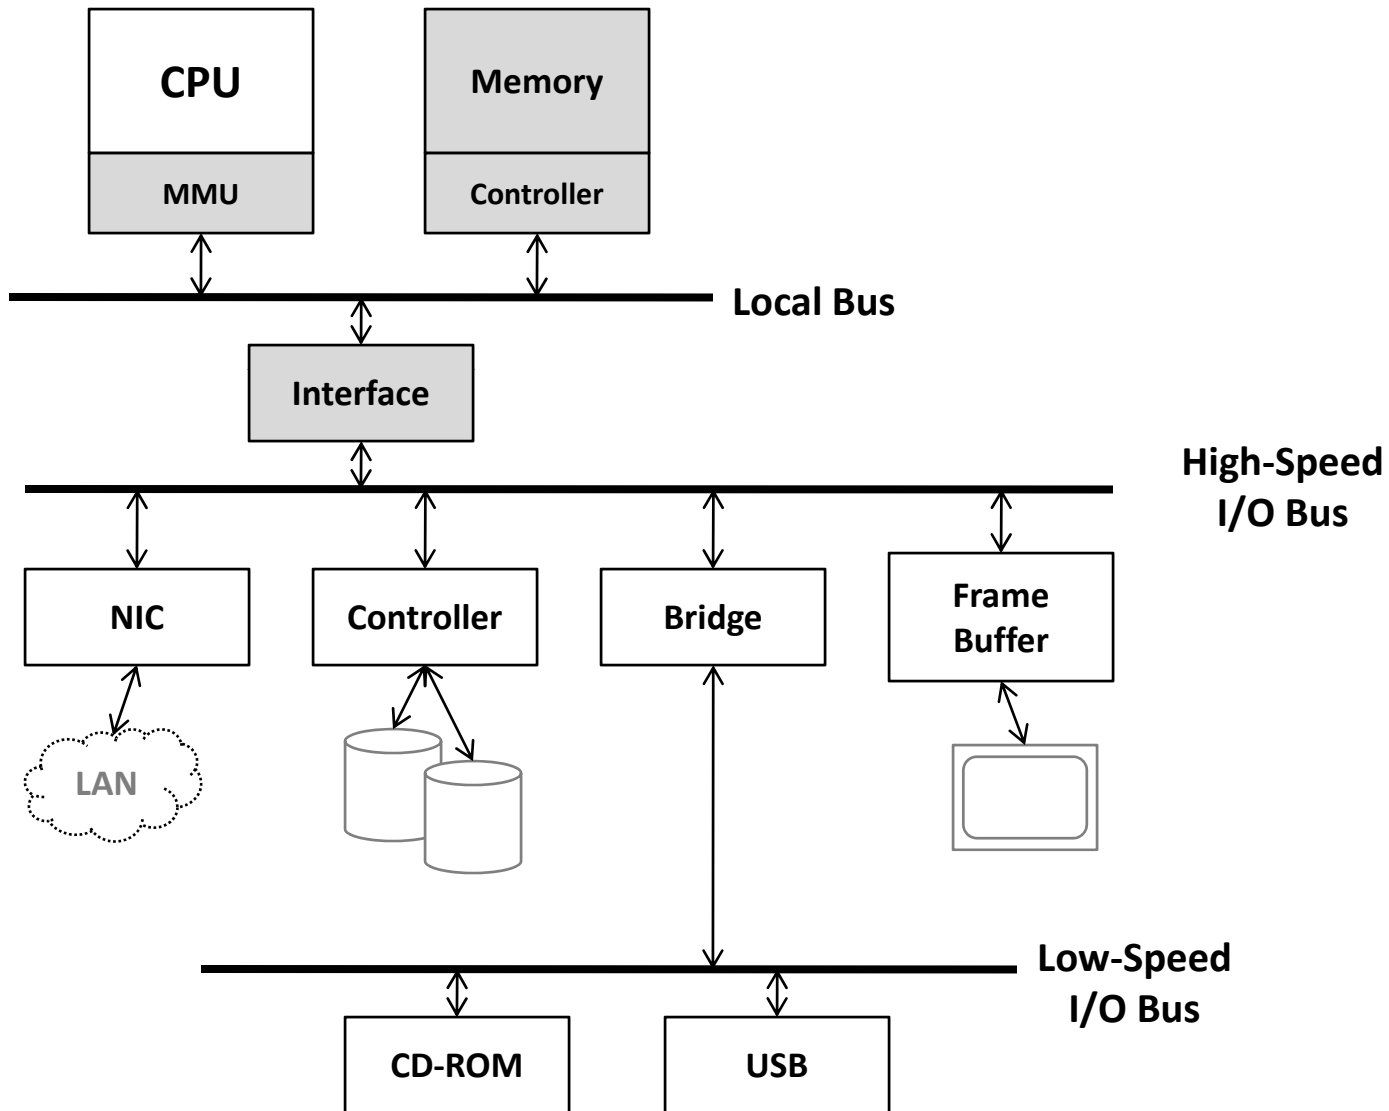 CPU
Memory
MMU
Controller
Local Bus
Interface
High-Speed
I/O Bus
NIC
Controller
Bridge
Frame
Buffer
LAN
Low-Speed
I/O Bus
CD-ROM
USB